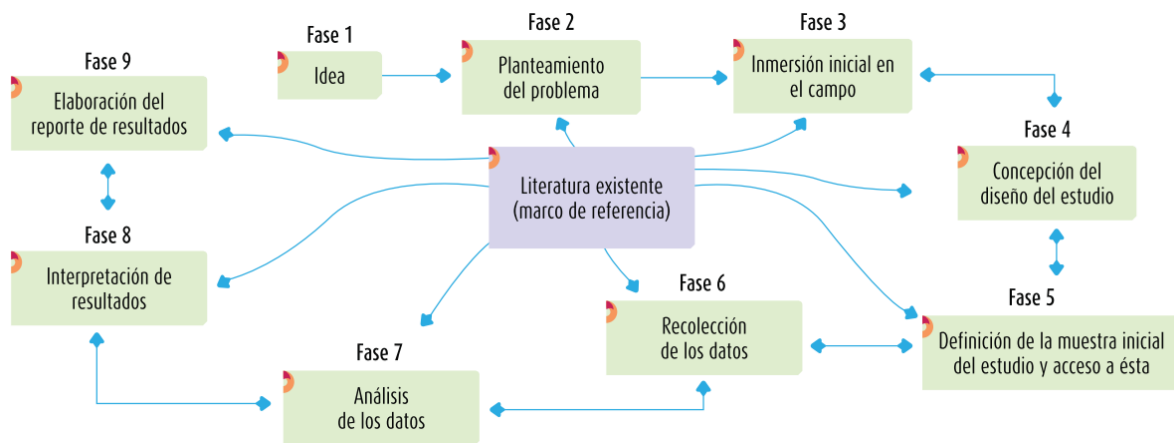 Fase 1
Idea
Fase 2
Planteamiento
del problema
Fase 3
Inmersión inicial en
el campo
Fase 4
Concepción del
diseño del estudio
Fase 5
Definición de la muestra inicial
del estudio y acceso a ésta
Fase 6
Recolección
de los datos
Fase 7
Análisis
de los datos
Fase 8
Interpretación de
resultados
Fase 9
Elaboración del
reporte de resultados
Literatura existente
(marco de referencia)